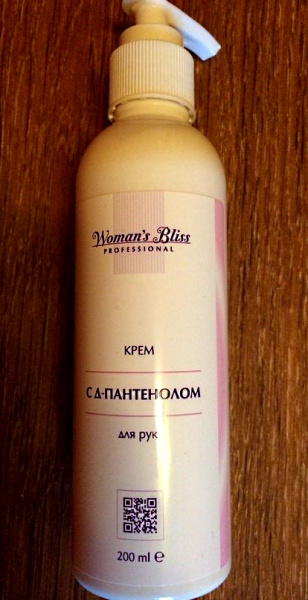 Woman's Bliss
PROFESSIONAL
КРЕМ
С Д-ПАНТЕНОЛОМ
для рук
200 ml ℮